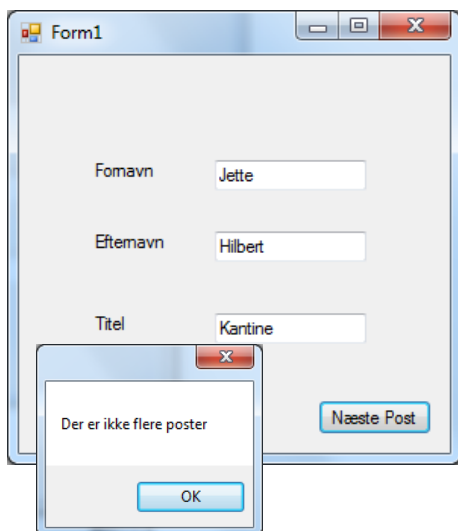 Form1
Fornavn
Jette
Efternavn
Hilbert
Titel
Kantine
Næste Post
Der er ikke flere poster
OK